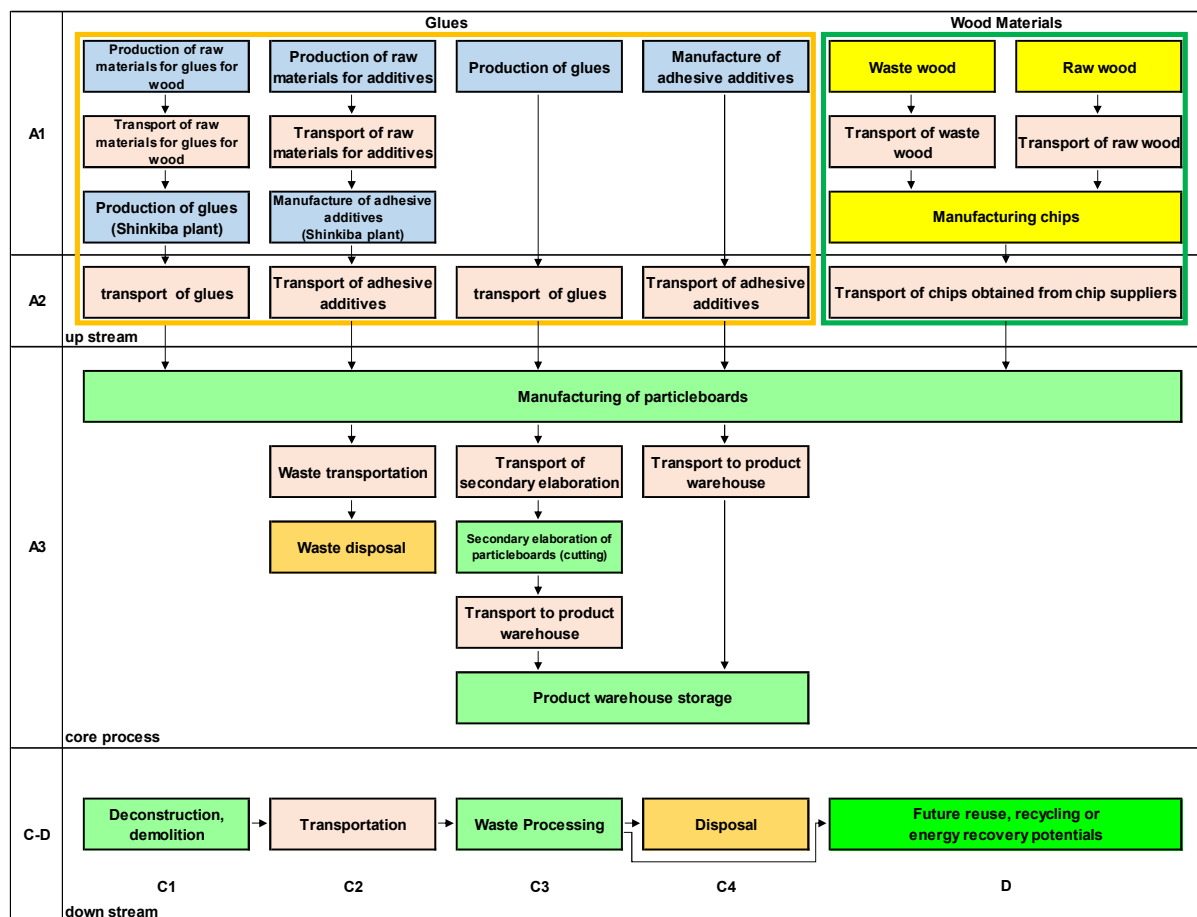 Glues
Wood Materials
A1
Production of raw
materials for glues for
wood
Production of raw
materials for additives
Production of glues
Manufacture of
adhesive additives
Waste wood
Raw wood
Transport of raw
materials for glues for
wood
Transport of raw
materials for additives
Transport of waste
wood
Transport of raw wood
Production of glues
(Shinkiba plant)
Manufacture of adhesive
additives
(Shinkiba plant)
Manufacturing chips
A2
transport of glues
Transport of adhesive
additives
transport of glues
Transport of adhesive
additives
Transport of chips obtained from chip suppliers
up stream
A3
Manufacturing of particleboards
Waste transportation
Transport of
secondary elaboration
Transport to product
warehouse
Waste disposal
Secondary elaboration of
particleboards (cutting)
Transport to product
warehouse
Product warehouse storage
core process
C-D
Deconstruction,
demolition
Transportation
Waste Processing
Disposal
Future reuse, recycling or
energy recovery potentials
C1
C2
C3
C4
D
down stream